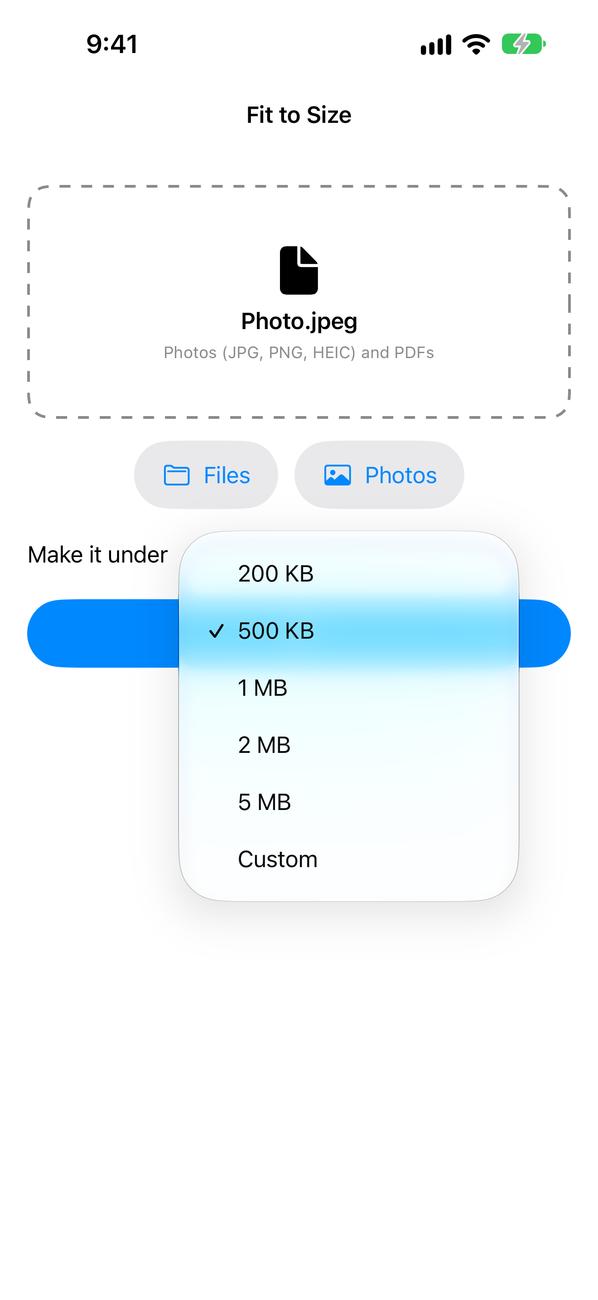 9:41
Fit to Size
Photo.jpeg
Photos (JPG, PNG, HEIC) and PDFs
Files
Photos
Make it under
200 KB
✓ 500 KB
1 MB
2 MB
5 MB
Custom